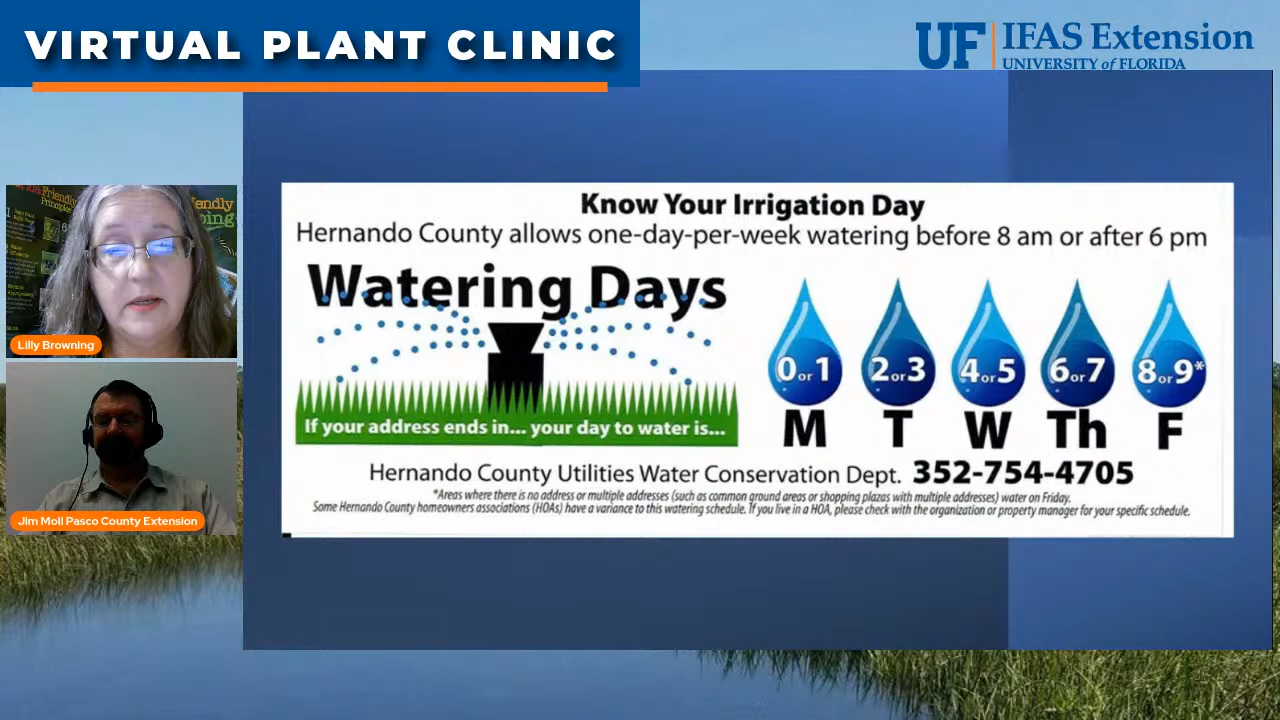 VIRTUAL PLANT CLINIC
UF IFAS Extension
UNIVERSITY of FLORIDA
Lilly Browning
Jim Moll Pasco County Extension
Know Your Irrigation Day
Hernando County allows one-day-per-week watering before 8 am or after 6 pm
Watering Days
If your address ends in... your day to water is...
0 or 1 2 or 3 4 or 5 6 or 7 8 or 9*
M T W Th F
Hernando County Utilities Water Conservation Dept. 352-754-4705
*Areas where there is no address or multiple addresses (such as common ground areas or shopping plazas with multiple addresses) water on Friday.
Some Hernando County homeowners associations (HOAs) have a variance to this watering schedule. If you live in a HOA, please check with the organization or property manager for your specific schedule.